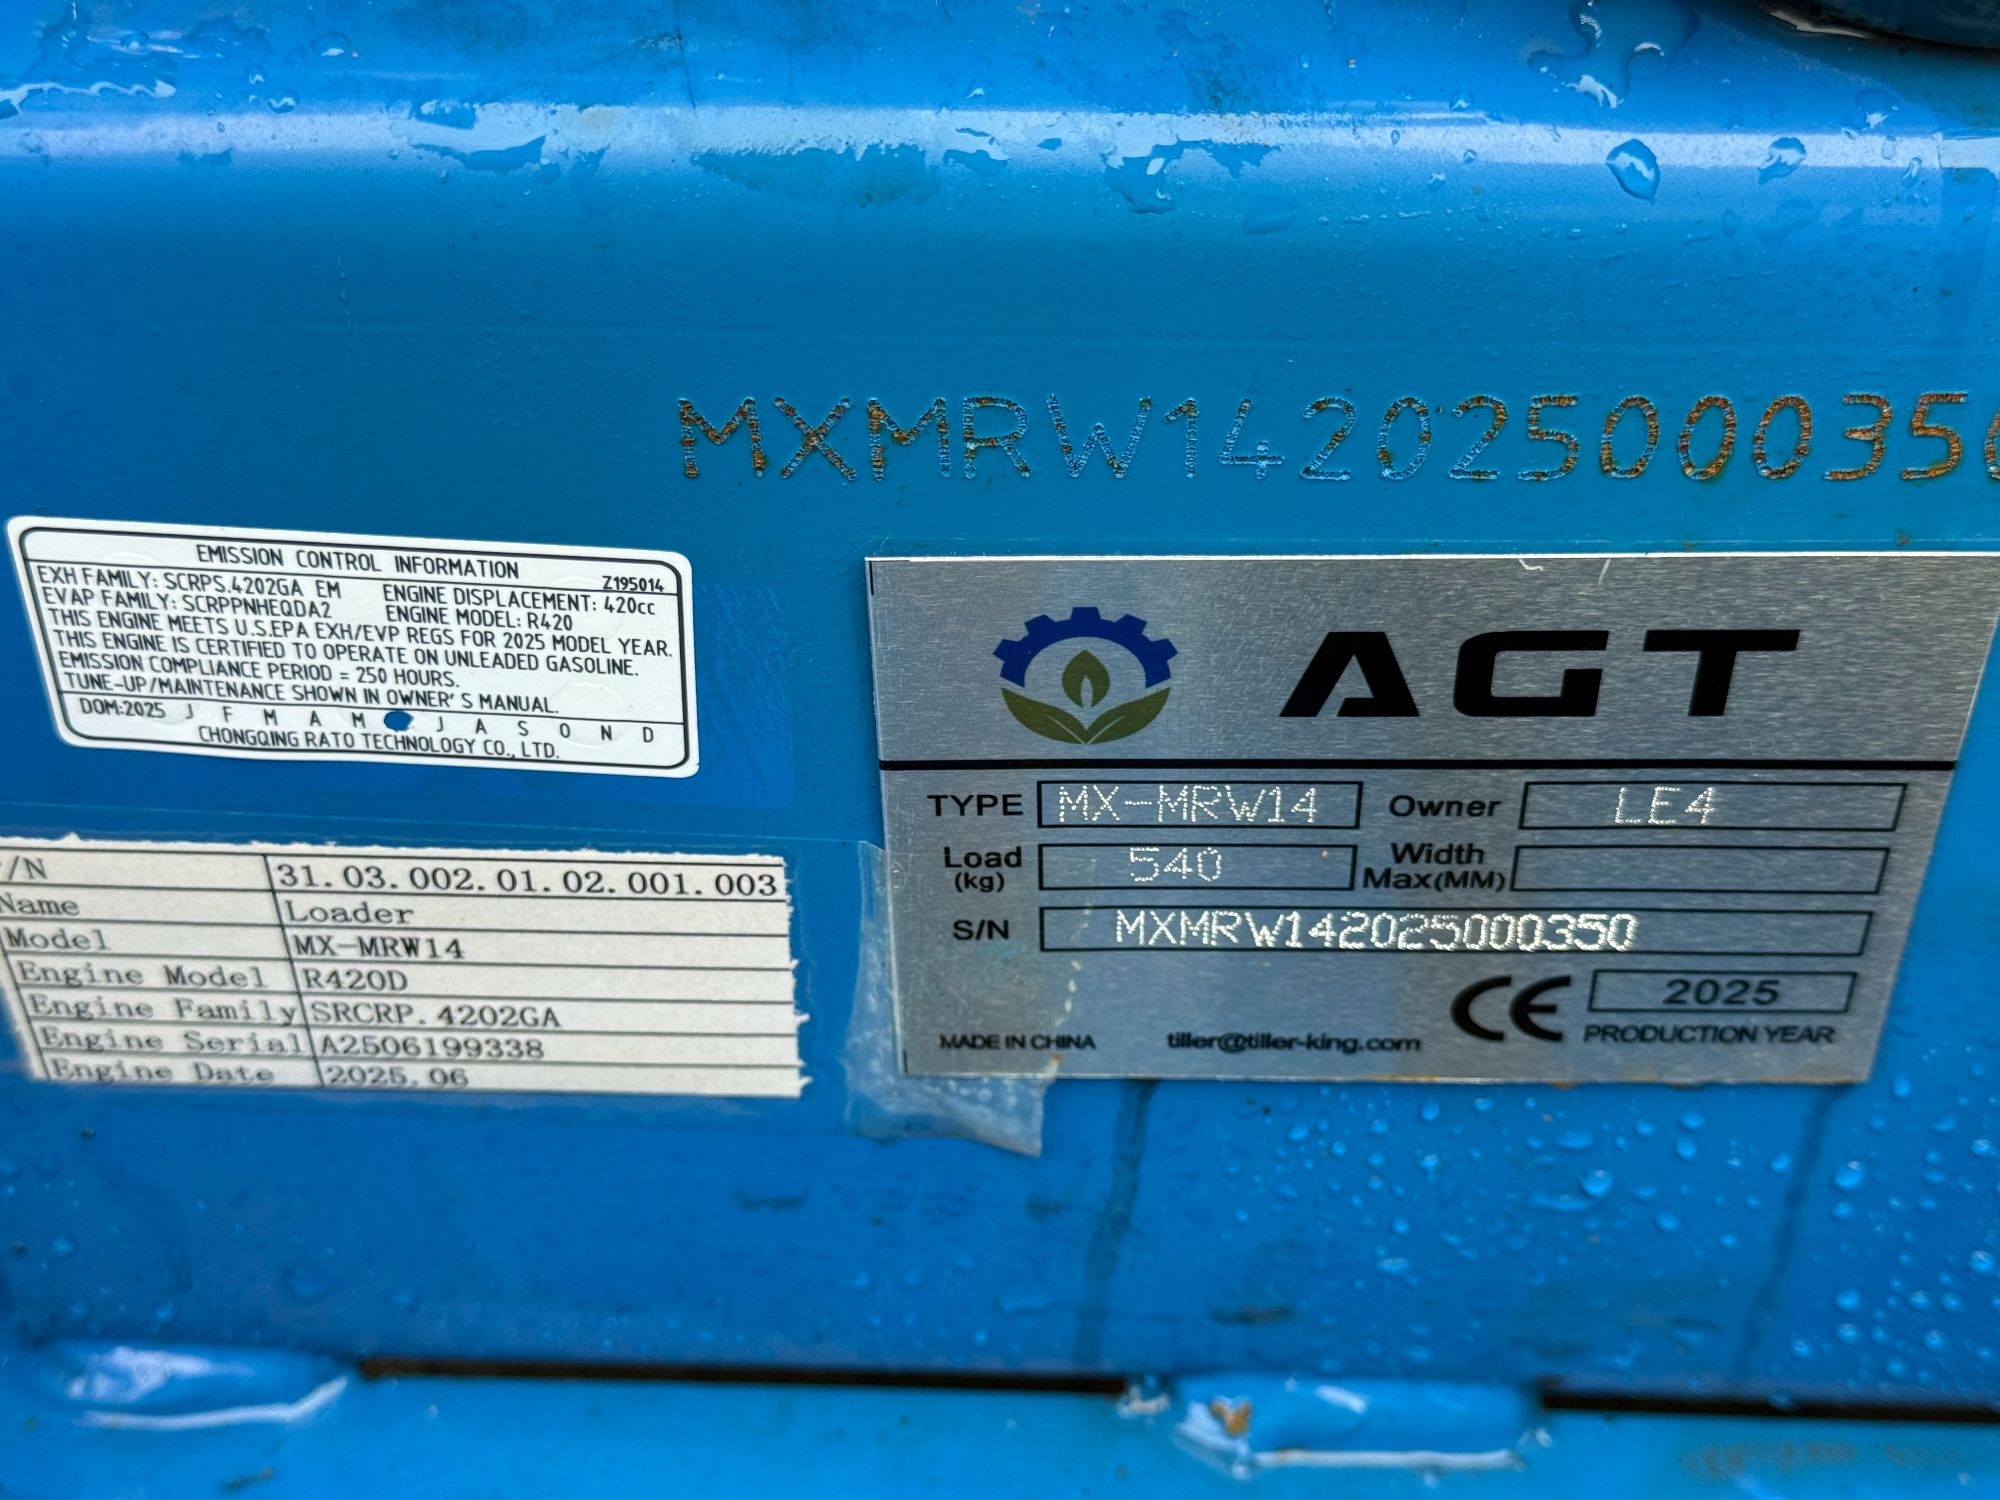 MXMRW142025000350
EMISSION CONTROL INFORMATION
Z195014
EXH FAMILY: SCRPS.4202GA EM ENGINE DISPLACEMENT: 420cc
EVAP FAMILY: SCRPPNHEQDA2 ENGINE MODEL: R420
THIS ENGINE MEETS U.S.EPA EXH/EVP REGS FOR 2025 MODEL YEAR.
THIS ENGINE IS CERTIFIED TO OPERATE ON UNLEADED GASOLINE.
EMISSION COMPLIANCE PERIOD = 250 HOURS.
TUNE-UP/MAINTENANCE SHOWN IN OWNER'S MANUAL.
DOM:2025 J F M A M J A S O N D
CHONGQING RATO TECHNOLOGY CO., LTD.
/N 31.03.002.01.02.001.003
Name Loader
Model MX-MRW14
Engine Model R420D
Engine Family SRCRP.4202GA
Engine Serial A2506199338
Engine Date 2025.06
AGT
TYPE MX-MRW14 Owner LE4
Load (kg) 540 Width Max(MM)
S/N MXMRW142025000350
CE 2025
MADE IN CHINA tiller@tiller-king.com PRODUCTION YEAR